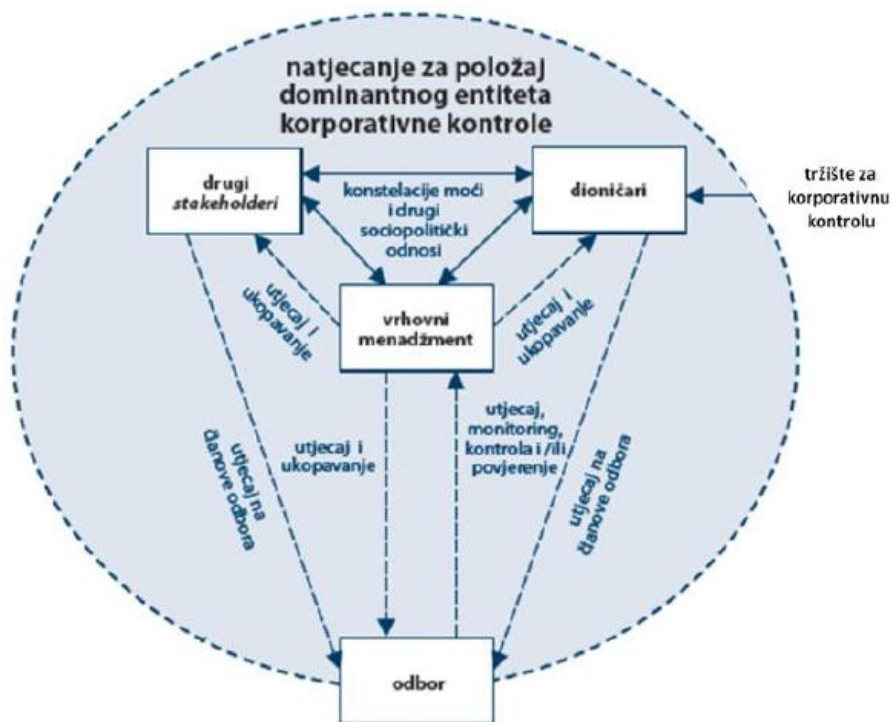 natjecanje za položaj
dominantnog entiteta
korporativne kontrole
drugi
stakeholderi
konstelacije moći
i drugi
sociopolitički
odnosi
dioničari
tržište za
korporativnu
kontrolu
utjecaj i
ukopavanje
vrhovni
menadžment
utjecaj i
ukopavanje
utjecaj na
članove odbora
utjecaj i
ukopavanje
utjecaj,
monitoring,
kontrola i /ili
povjerenje
utjecaj na
članove odbora
odbor